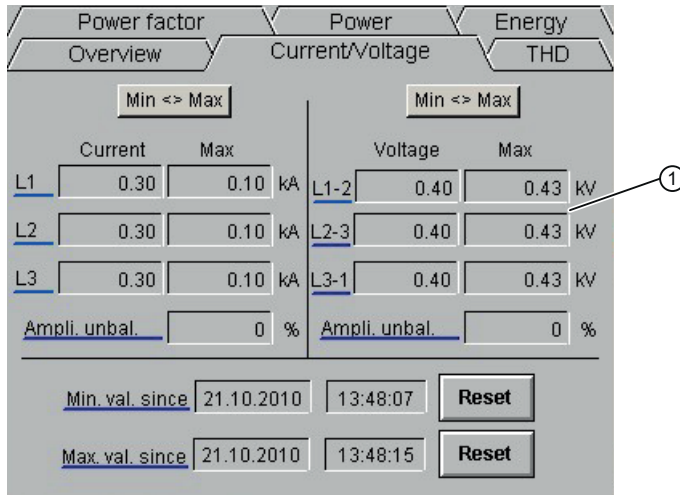 Power factor Power Energy
Overview Current/Voltage THD
Min <> Max Min <> Max
Current Max Voltage Max
L1 0.30 0.10 kA L1-2 0.40 0.43 kV
L2 0.30 0.10 kA L2-3 0.40 0.43 kV
L3 0.30 0.10 kA L3-1 0.40 0.43 kV
Ampli. unbal. 0 % Ampli. unbal. 0 %
Min. val. since 21.10.2010 13:48:07 Reset
Max. val. since 21.10.2010 13:48:15 Reset
1